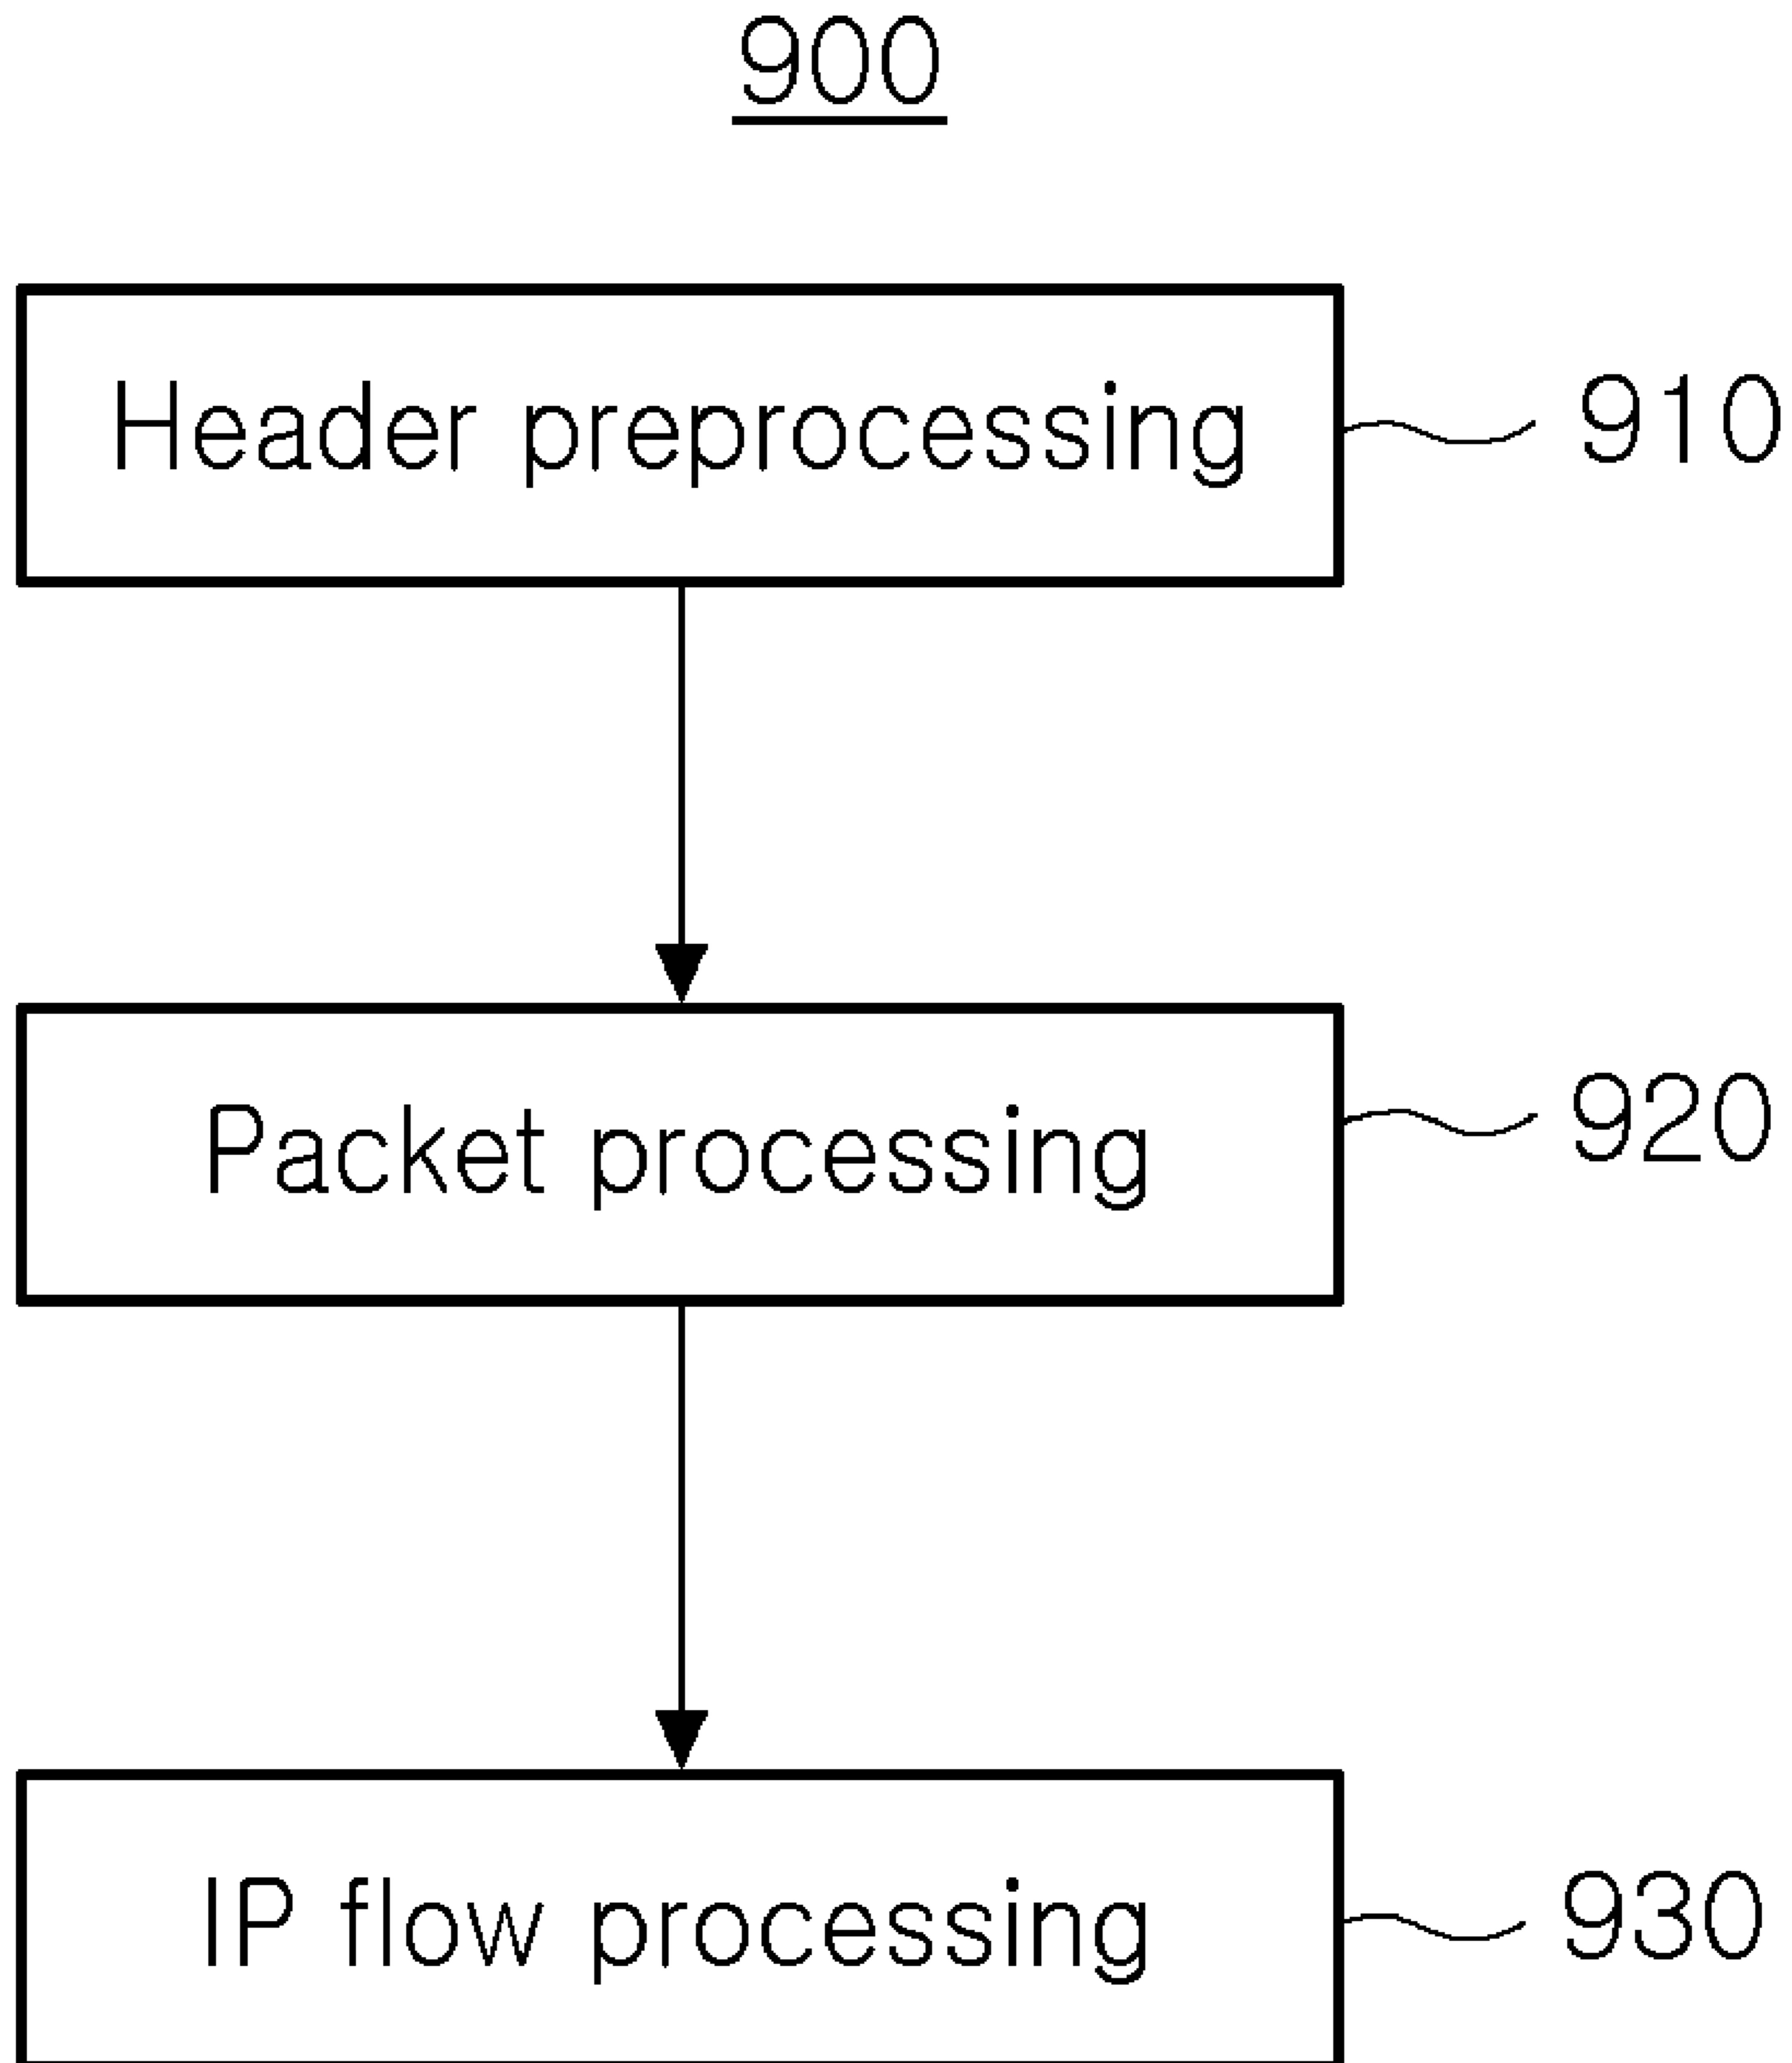 900
Header preprocessing
910
Packet processing
920
IP flow processing
930